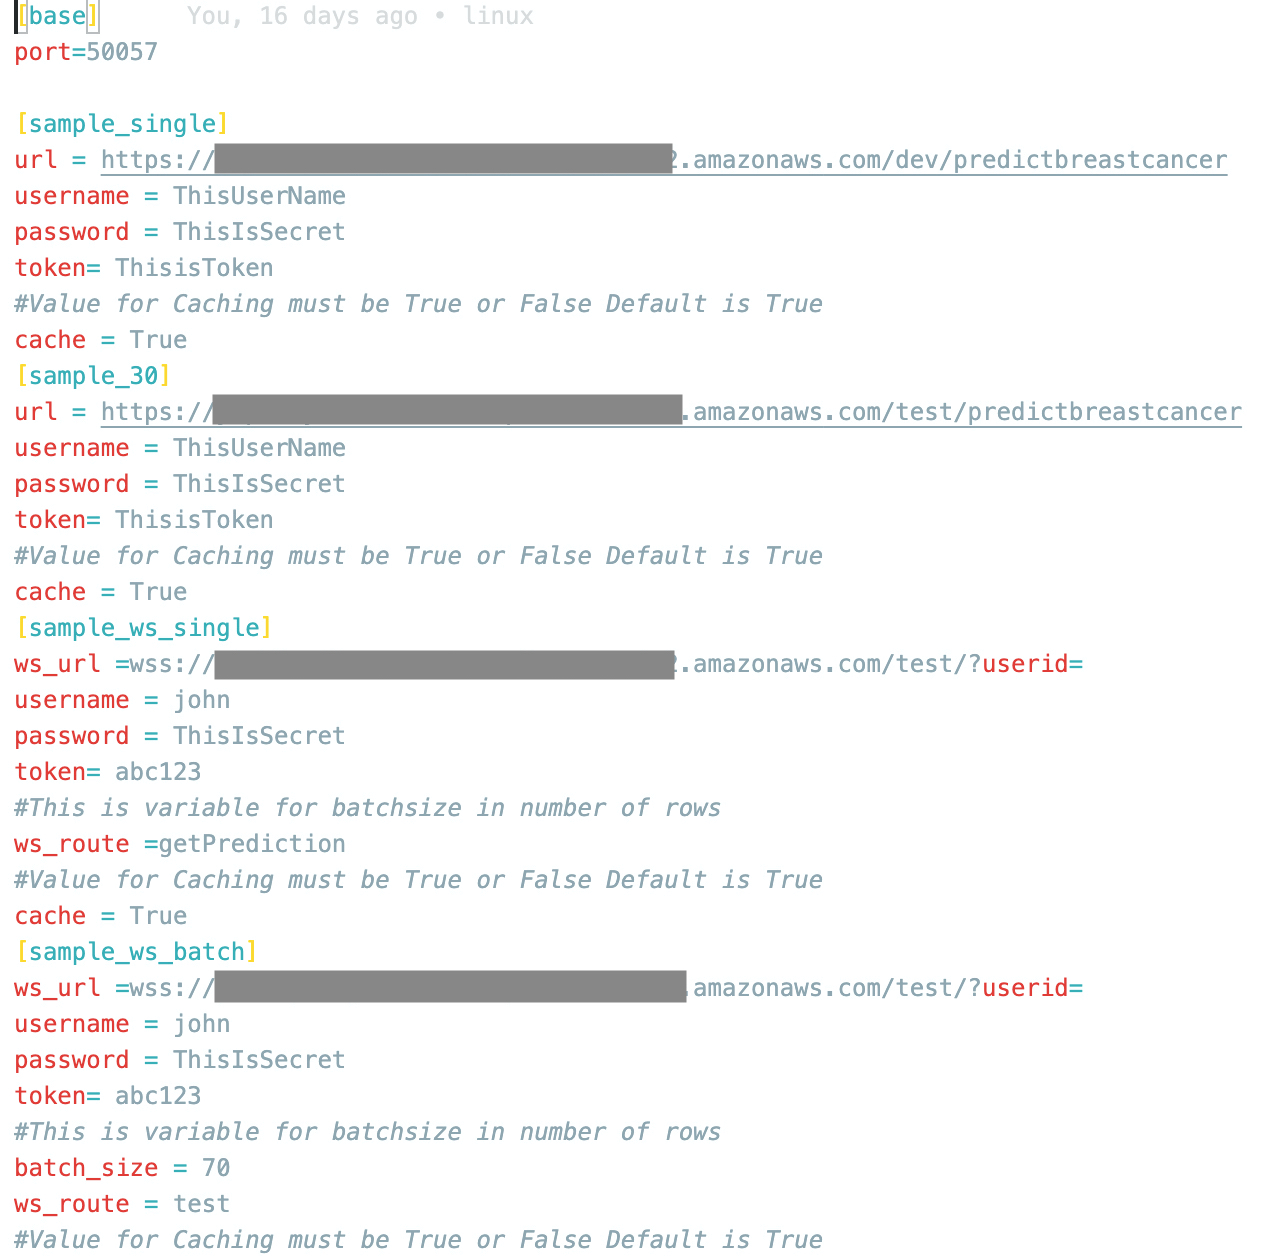 [base]      You, 16 days ago • linux
port=50057

[sample_single]
url = https://2.amazonaws.com/dev/predictbreastcancer
username = ThisUserName
password = ThisIsSecret
token= ThisisToken
#Value for Caching must be True or False Default is True
cache = True
[sample_30]
url = https://.amazonaws.com/test/predictbreastcancer
username = ThisUserName
password = ThisIsSecret
token= ThisisToken
#Value for Caching must be True or False Default is True
cache = True
[sample_ws_single]
ws_url =wss://2.amazonaws.com/test/?userid=
username = john
password = ThisIsSecret
token= abc123
#This is variable for batchsize in number of rows
ws_route =getPrediction
#Value for Caching must be True or False Default is True
cache = True
[sample_ws_batch]
ws_url =wss://.amazonaws.com/test/?userid=
username = john
password = ThisIsSecret
token= abc123
#This is variable for batchsize in number of rows
batch_size = 70
ws_route = test
#Value for Caching must be True or False Default is True